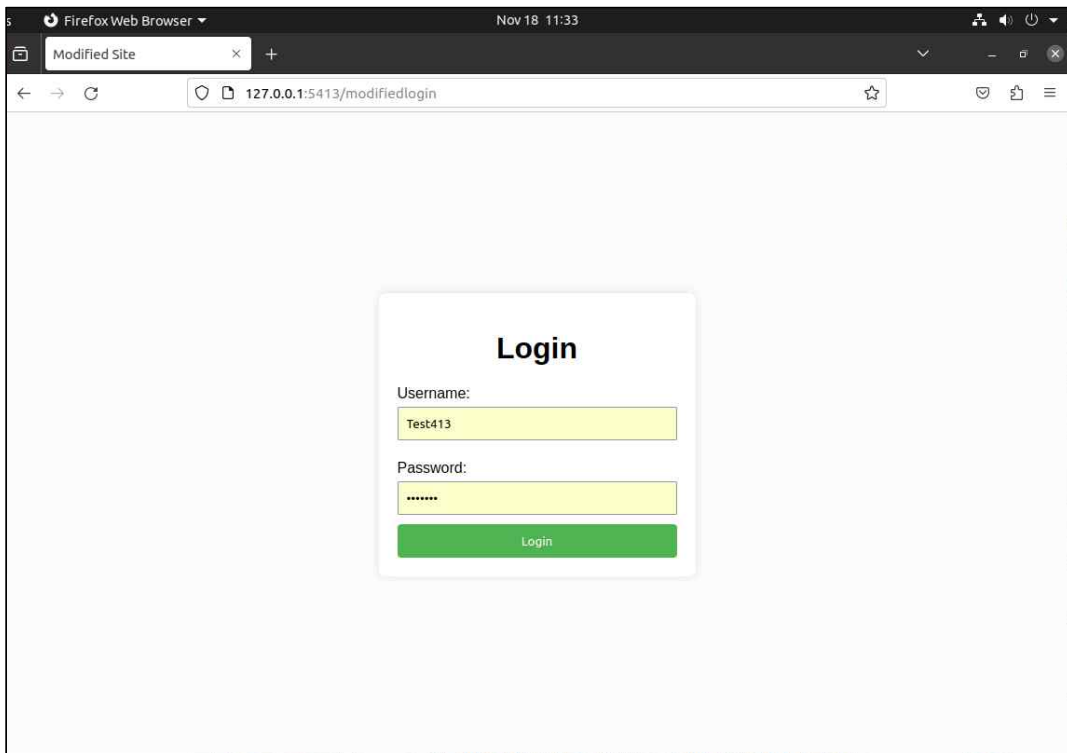 s Firefox Web Browser Nov 18 11:33
Modified Site
127.0.0.1:5413/modifiedlogin
Login
Username:
Test413
Password:
•••••••
Login